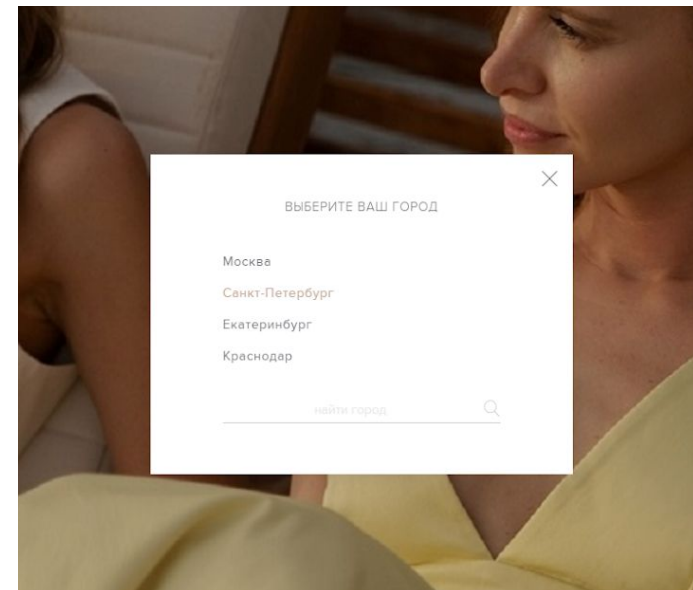 ВЫБЕРИТЕ ВАШ ГОРОД
Москва
Санкт-Петербург
Екатеринбург
Краснодар
найти город